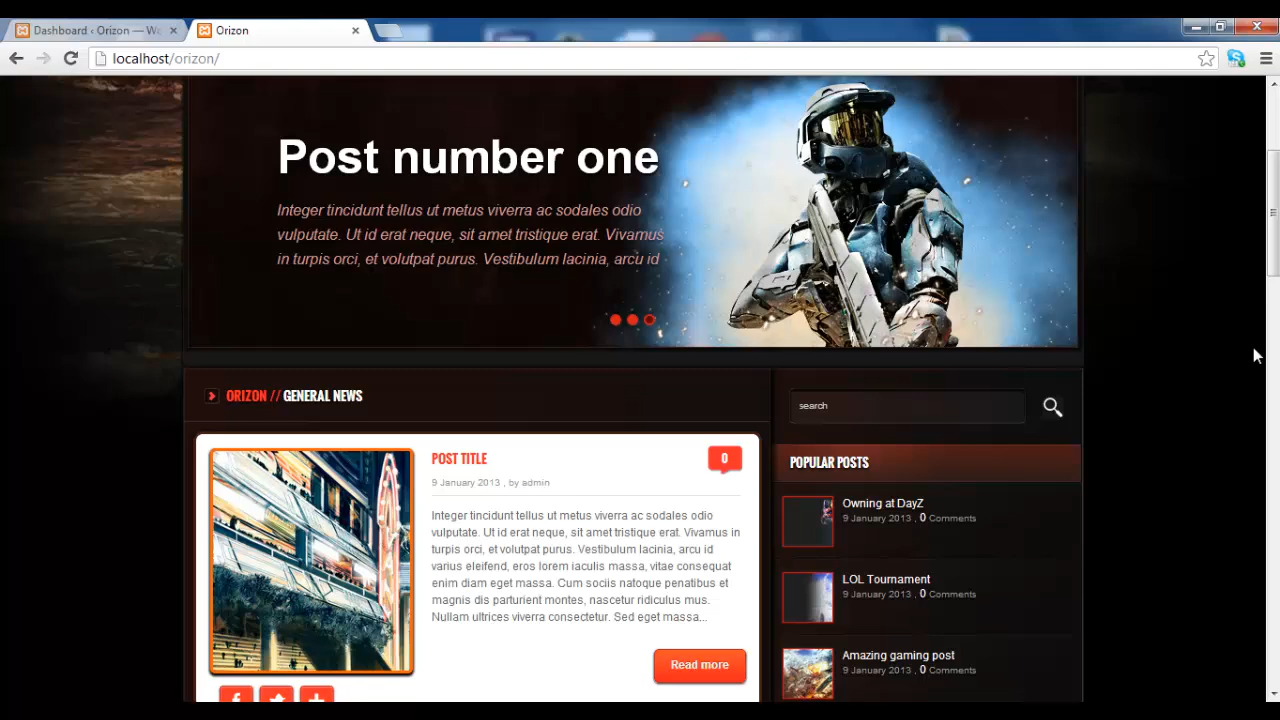 Dashboard ‹ Orizon — W
Orizon
localhost/orizon/
Post number one
Integer tincidunt tellus ut metus viverra ac sodales odio
vulputate. Ut id erat neque, sit amet tristique erat. Vivamus
in turpis orci, et volutpat purus. Vestibulum lacinia, arcu id
ORIZON // GENERAL NEWS
search
POST TITLE
0
9 January 2013 , by admin
Integer tincidunt tellus ut metus viverra ac sodales odio
vulputate. Ut id erat neque, sit amet tristique erat. Vivamus in
turpis orci, et volutpat purus. Vestibulum lacinia, arcu id
varius eleifend, eros lorem iaculis massa, vitae consequat
enim diam eget massa. Cum sociis natoque penatibus et
magnis dis parturient montes, nascetur ridiculus mus.
Nullam ultrices viverra consectetur. Sed eget massa...
Read more
POPULAR POSTS
Owning at DayZ
9 January 2013 , 0 Comments
LOL Tournament
9 January 2013 , 0 Comments
Amazing gaming post
9 January 2013 , 0 Comments